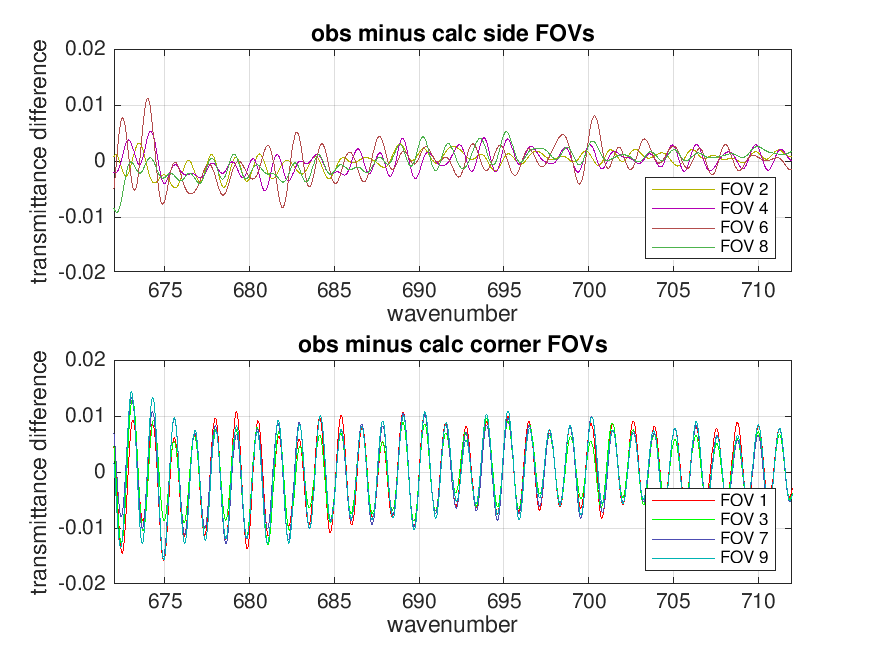 obs minus calc side FOVs
transmittance difference
0.02
0.01
0
-0.01
-0.02
675
680
685
690
695
700
705
710
wavenumber
FOV 2
FOV 4
FOV 6
FOV 8
obs minus calc corner FOVs
transmittance difference
0.02
0.01
0
-0.01
-0.02
675
680
685
690
695
700
705
710
wavenumber
FOV 1
FOV 3
FOV 7
FOV 9